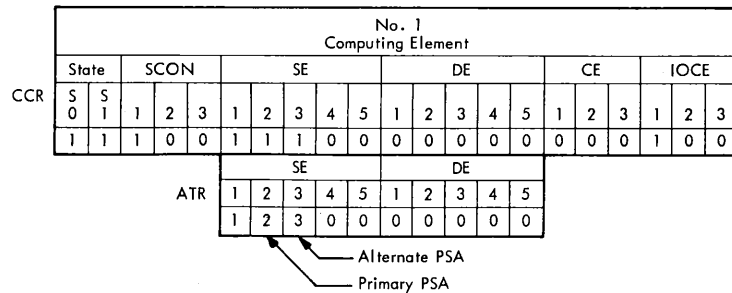 No. 1
Computing Element
State SCON SE DE CE IOCE
CCR S0 S1 1 2 3 1 2 3 4 5 1 2 3 4 5 1 2 3 1 2 3
1 1 1 0 0 1 1 1 0 0 0 0 0 0 0 0 0 0 1 0 0
SE DE
ATR 1 2 3 4 5 1 2 3 4 5
1 2 3 0 0 0 0 0 0 0
Alternate PSA
Primary PSA